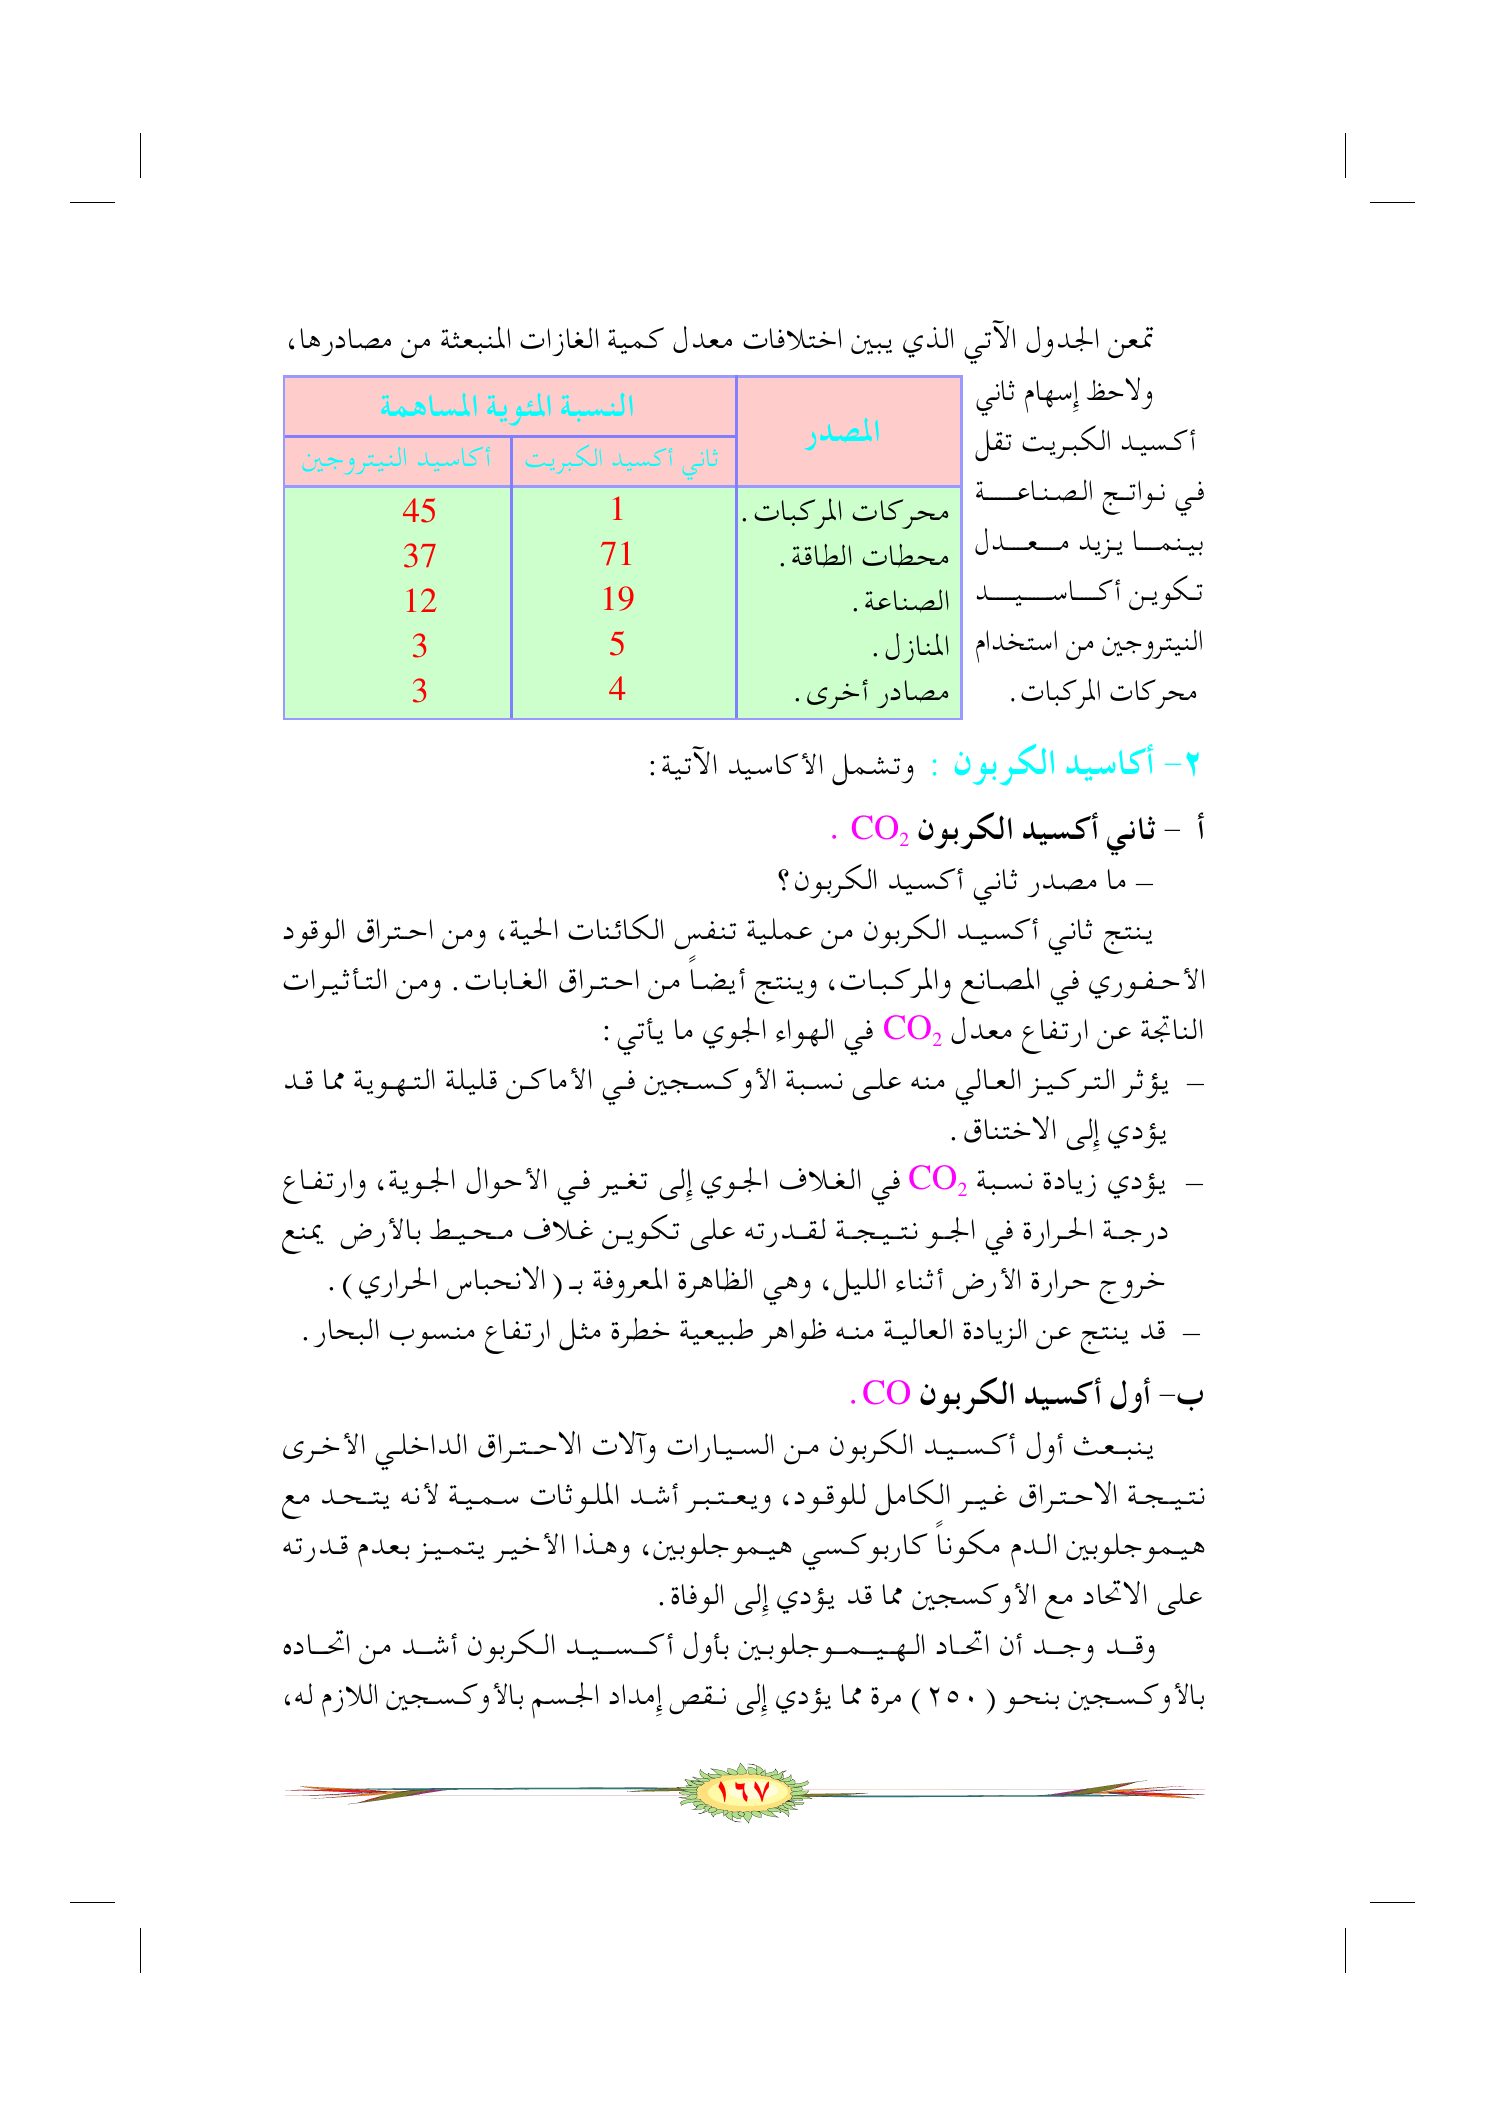 تمعن الجدول الآتي الذي يبين اختلافات معدل كمية الغازات المنبعثة من مصادرها،
ولاحظ إسهام ثاني
أكسيد الكبريت تقل
في نواتج الصناعة
بينما يزيد معدل
تكوين أكاسيد
النيتروجين من استخدام
محركات المركبات.
المصدر النسبة المئوية المساهمة
ثاني أكسيد الكبريت أكاسيد النيتروجين
محركات المركبات. 1 45
محطات الطاقة. 71 37
الصناعة. 19 12
المنازل. 5 3
مصادر أخرى. 4 3
٢- أكاسيد الكربون : وتشمل الأكاسيد الآتية:
أ - ثاني أكسيد الكربون CO₂ .
– ما مصدر ثاني أكسيد الكربون؟
ينتج ثاني أكسيد الكربون من عملية تنفس الكائنات الحية، ومن احتراق الوقود
الأحفوري في المصانع والمركبات، وينتج أيضاً من احتراق الغابات. ومن التأثيرات
الناتجة عن ارتفاع معدل CO₂ في الهواء الجوي ما يأتي:
– يؤثر التركيز العالي منه على نسبة الأوكسجين في الأماكن قليلة التهوية مما قد
يؤدي إلى الاختناق.
– يؤدي زيادة نسبة CO₂ في الغلاف الجوي إلى تغير في الأحوال الجوية، وارتفاع
درجة الحرارة في الجو نتيجة لقدرته على تكوين غلاف محيط بالأرض يمنع
خروج حرارة الأرض أثناء الليل، وهي الظاهرة المعروفة بـ (الانحباس الحراري).
– قد ينتج عن الزيادة العالية منه ظواهر طبيعية خطرة مثل ارتفاع منسوب البحار.
ب- أول أكسيد الكربون CO .
ينبعث أول أكسيد الكربون من السيارات وآلات الاحتراق الداخلي الأخرى
نتيجة الاحتراق غير الكامل للوقود، ويعتبر أشد الملوثات سمية لأنه يتحد مع
هيموجلوبين الدم مكوناً كاربوكسي هيموجلوبين، وهذا الأخير يتميز بعدم قدرته
على الاتحاد مع الأوكسجين مما قد يؤدي إلى الوفاة.
وقد وجد أن اتحاد الهيموجلوبين بأول أكسيد الكربون أشد من اتحاده
بالأوكسجين بنحو (٢٥٠) مرة مما يؤدي إلى نقص إمداد الجسم بالأوكسجين اللازم له،
١٦٧